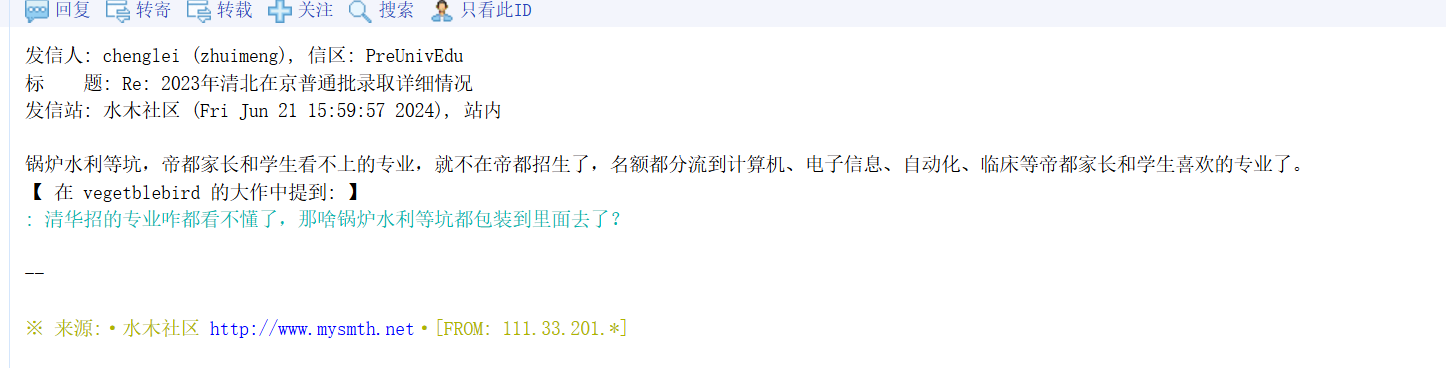 回复 转寄 转载 关注 搜索 只看此ID
发信人: chenglei (zhuimeng), 信区: PreUnivEdu
标　　题: Re: 2023年清北在京普通批录取详细情况
发信站: 水木社区 (Fri Jun 21 15:59:57 2024), 站内
锅炉水利等坑，帝都家长和学生看不上的专业，就不在帝都招生了，名额都分流到计算机、电子信息、自动化、临床等帝都家长和学生喜欢的专业了。
【 在 vegetblebird 的大作中提到: 】
: 清华招的专业咋都看不懂了，那啥锅炉水利等坑都包装到里面去了？
--
※ 来源:·水木社区 http://www.mysmth.net·[FROM: 111.33.201.*]